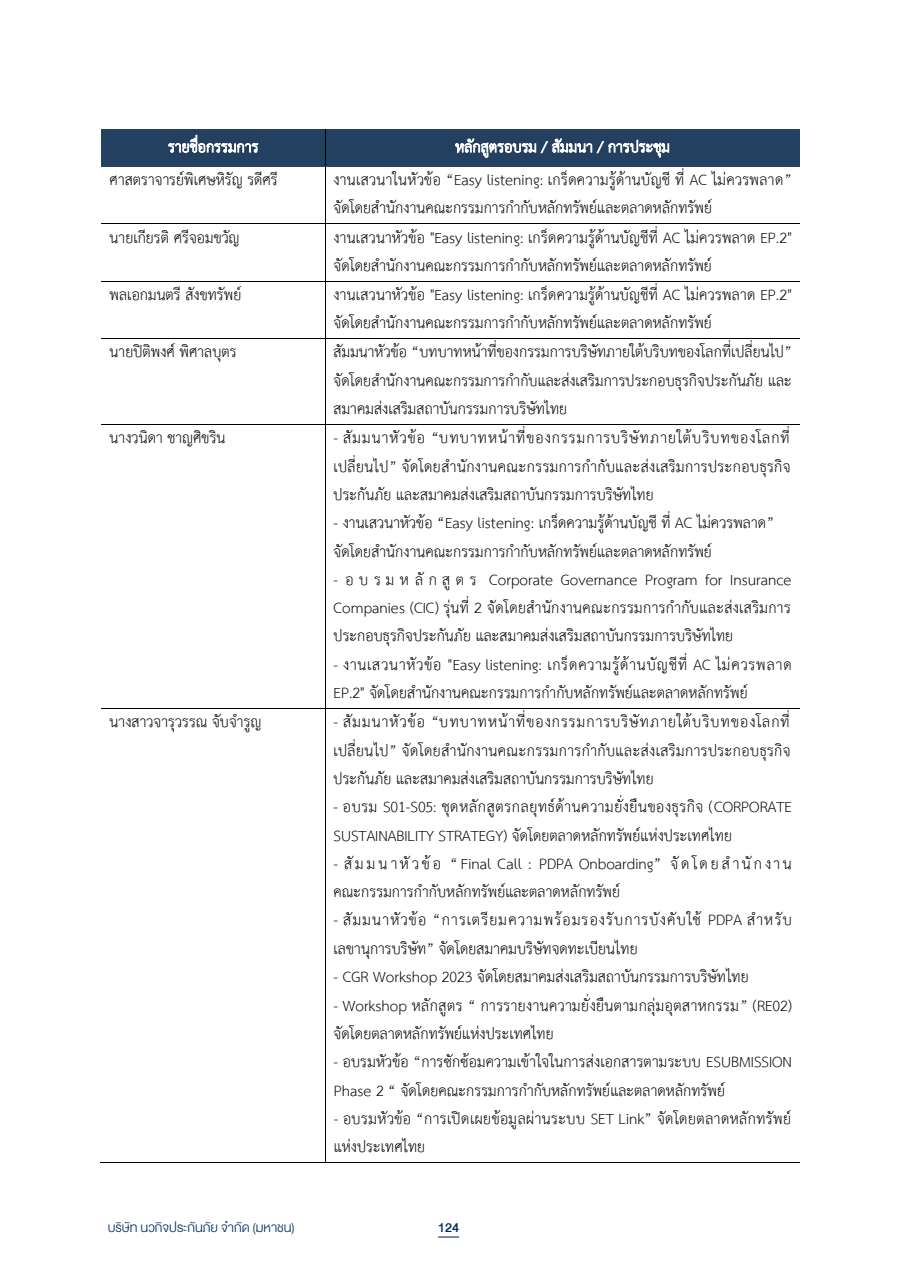 รายชื่อกรรมการ
หลักสูตรอบรม / สัมมนา / การประชุม
ศาสตราจารย์พิเศษหิรัญ รดีศรี
งานเสวนาในหัวข้อ “Easy listening: เกร็ดความรู้ด้านบัญชี ที่ AC ไม่ควรพลาด”
จัดโดยสำนักงานคณะกรรมการกำกับหลักทรัพย์และตลาดหลักทรัพย์
นายเกียรติ ศรีจอมขวัญ
งานเสวนาหัวข้อ "Easy listening: เกร็ดความรู้ด้านบัญชีที่ AC ไม่ควรพลาด EP.2"
จัดโดยสำนักงานคณะกรรมการกำกับหลักทรัพย์และตลาดหลักทรัพย์
พลเอกมนตรี สังขทรัพย์
งานเสวนาหัวข้อ "Easy listening: เกร็ดความรู้ด้านบัญชีที่ AC ไม่ควรพลาด EP.2"
จัดโดยสำนักงานคณะกรรมการกำกับหลักทรัพย์และตลาดหลักทรัพย์
นายปิติพงศ์ พิศาลบุตร
สัมมนาหัวข้อ “บทบาทหน้าที่ของกรรมการบริษัทภายใต้บริบทของโลกที่เปลี่ยนไป”
จัดโดยสำนักงานคณะกรรมการกำกับและส่งเสริมการประกอบธุรกิจประกันภัย และ
สมาคมส่งเสริมสถาบันกรรมการบริษัทไทย
นางวนิดา ชาญศิขริน
- สัมมนาหัวข้อ “บทบาทหน้าที่ของกรรมการบริษัทภายใต้บริบทของโลกที่
เปลี่ยนไป” จัดโดยสำนักงานคณะกรรมการกำกับและส่งเสริมการประกอบธุรกิจ
ประกันภัย และสมาคมส่งเสริมสถาบันกรรมการบริษัทไทย
- งานเสวนาหัวข้อ “Easy listening: เกร็ดความรู้ด้านบัญชี ที่ AC ไม่ควรพลาด”
จัดโดยสำนักงานคณะกรรมการกำกับหลักทรัพย์และตลาดหลักทรัพย์
- อบรมหลักสูตร Corporate Governance Program for Insurance
Companies (CIC) รุ่นที่ 2 จัดโดยสำนักงานคณะกรรมการกำกับและส่งเสริมการ
ประกอบธุรกิจประกันภัย และสมาคมส่งเสริมสถาบันกรรมการบริษัทไทย
- งานเสวนาหัวข้อ "Easy listening: เกร็ดความรู้ด้านบัญชีที่ AC ไม่ควรพลาด
EP.2" จัดโดยสำนักงานคณะกรรมการกำกับหลักทรัพย์และตลาดหลักทรัพย์
นางสาวจารุวรรณ จับจำรูญ
- สัมมนาหัวข้อ “บทบาทหน้าที่ของกรรมการบริษัทภายใต้บริบทของโลกที่
เปลี่ยนไป” จัดโดยสำนักงานคณะกรรมการกำกับและส่งเสริมการประกอบธุรกิจ
ประกันภัย และสมาคมส่งเสริมสถาบันกรรมการบริษัทไทย
- อบรม S01-S05: ชุดหลักสูตรกลยุทธ์ด้านความยั่งยืนของธุรกิจ (CORPORATE
SUSTAINABILITY STRATEGY) จัดโดยตลาดหลักทรัพย์แห่งประเทศไทย
- สัมมนาหัวข้อ “Final Call : PDPA Onboarding” จัดโดยสำนักงาน
คณะกรรมการกำกับหลักทรัพย์และตลาดหลักทรัพย์
- สัมมนาหัวข้อ “การเตรียมความพร้อมรองรับการบังคับใช้ PDPA สำหรับ
เลขานุการบริษัท” จัดโดยสมาคมบริษัทจดทะเบียนไทย
- CGR Workshop 2023 จัดโดยสมาคมส่งเสริมสถาบันกรรมการบริษัทไทย
- Workshop หลักสูตร “ การรายงานความยั่งยืนตามกลุ่มอุตสาหกรรม” (RE02)
จัดโดยตลาดหลักทรัพย์แห่งประเทศไทย
- อบรมหัวข้อ “การซักซ้อมความเข้าใจในการส่งเอกสารตามระบบ ESUBMISSION
Phase 2 “ จัดโดยคณะกรรมการกำกับหลักทรัพย์และตลาดหลักทรัพย์
- อบรมหัวข้อ “การเปิดเผยข้อมูลผ่านระบบ SET Link” จัดโดยตลาดหลักทรัพย์
แห่งประเทศไทย
บริษัท นวกิจประกันภัย จำกัด (มหาชน)
124